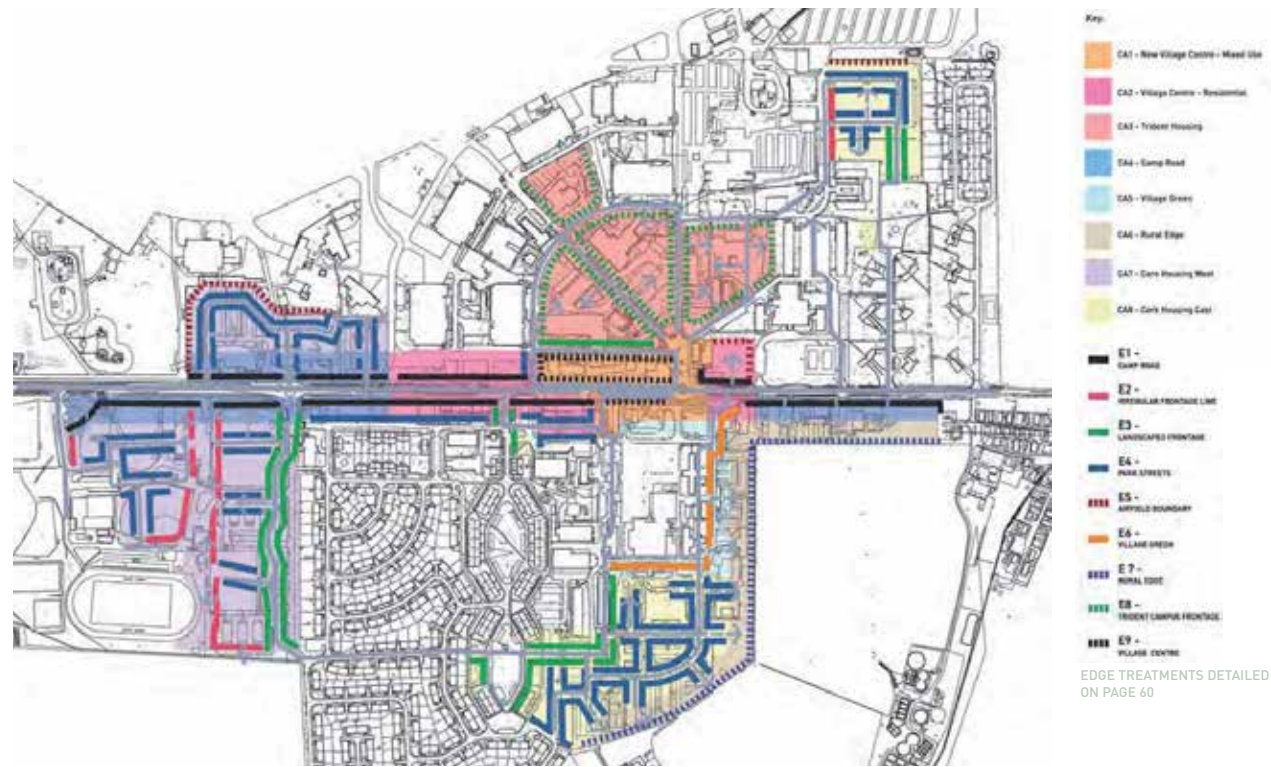 Key.
CA1 - New Village Centre - Mixed Use
CA2 - Village Centre - Residential
CA3 - Trident Housing
CA4 - Camp Road
CA5 - Village Green
CA6 - Rural Edge
CA7 - Core Housing West
CA8 - Core Housing East
E1 -
CAMP ROAD
E2 -
IRREGULAR FRONTAGE LINE
E3 -
LANDSCAPED FRONTAGE
E4 -
PARK STREETS
E5 -
AIRFIELD BOUNDARY
E6 -
VILLAGE GREEN
E 7 -
RURAL EDGE
E8 -
TRIDENT CAMPUS FRONTAGE
E9 -
VILLAGE CENTRE
EDGE TREATMENTS DETAILED
ON PAGE 60